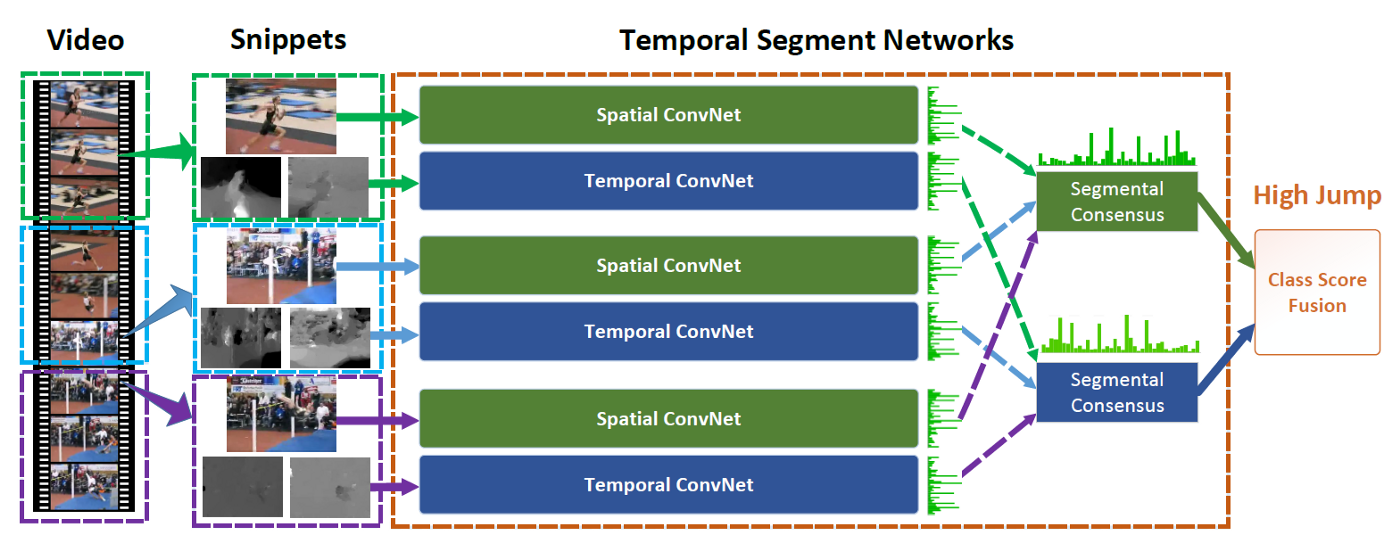 Video
Snippets
Temporal Segment Networks
Spatial ConvNet
Temporal ConvNet
Segmental
Consensus
High Jump
Spatial ConvNet
Temporal ConvNet
Class Score
Fusion
Segmental
Consensus
Spatial ConvNet
Temporal ConvNet